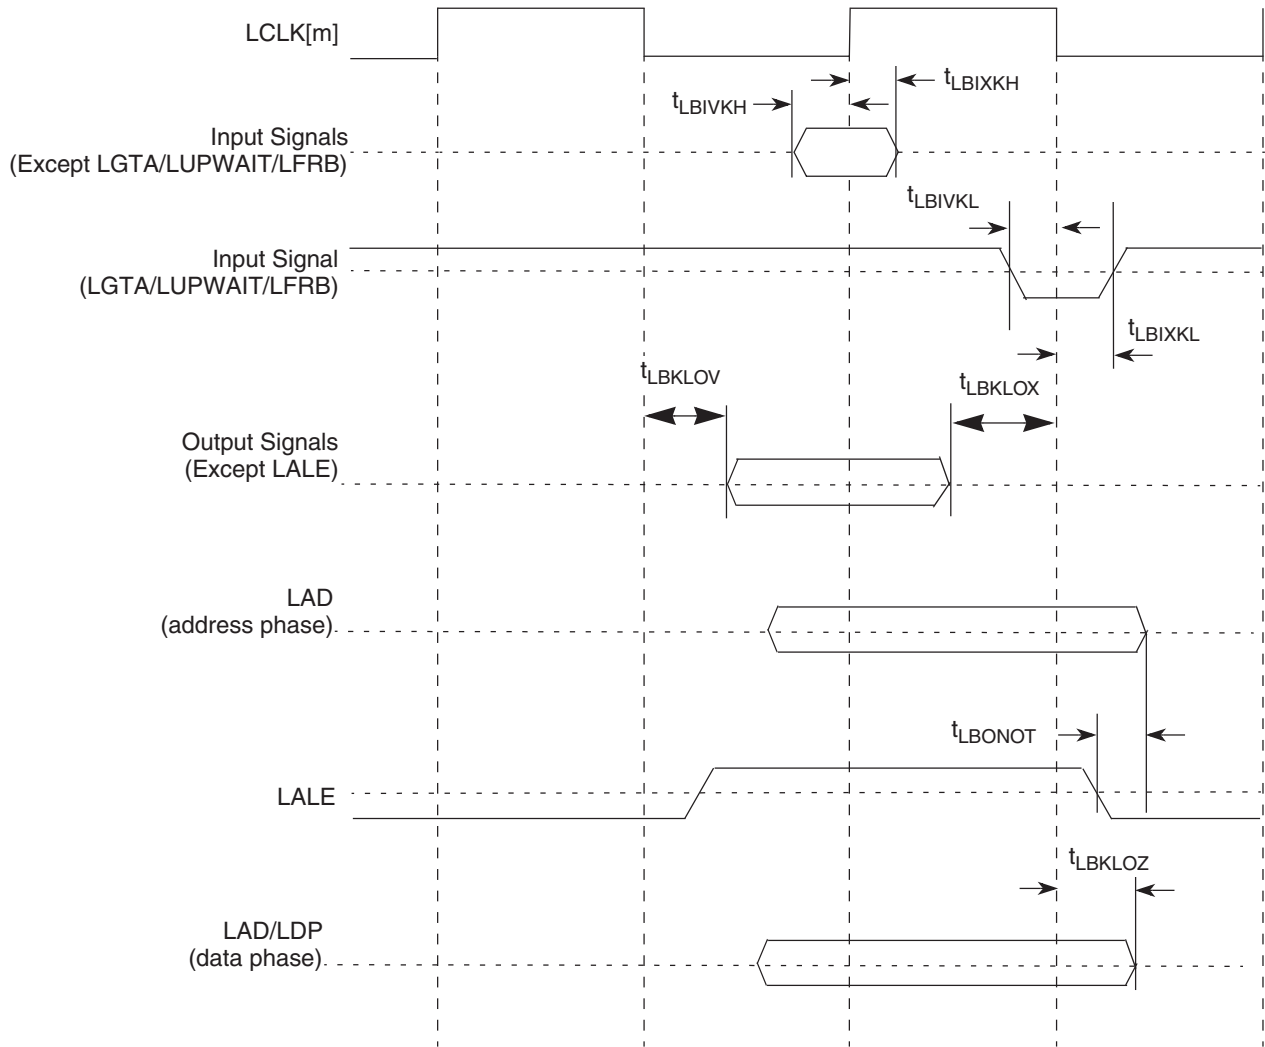 LCLK[m]
tLBIXKH
tLBIVKH
Input Signals
(Except LGTA/LUPWAIT/LFRB)
tLBIVKL
Input Signal
(LGTA/LUPWAIT/LFRB)
tLBIXKL
tLBKLOV
tLBKLOX
Output Signals
(Except LALE)
LAD
(address phase)
tLBONOT
LALE
tLBKLOZ
LAD/LDP
(data phase)